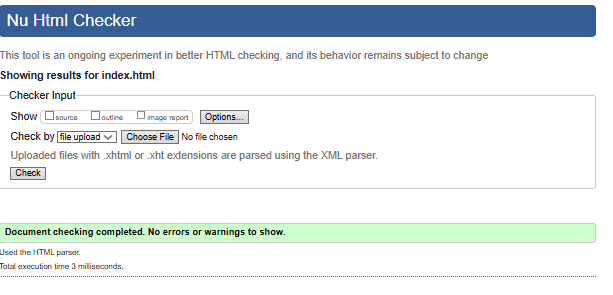 Nu Html Checker
This tool is an ongoing experiment in better HTML checking, and its behavior remains subject to change
Showing results for index.html
Checker Input
Show source outline image report Options...
Check by file upload Choose File No file chosen
Uploaded files with .xhtml or .xht extensions are parsed using the XML parser.
Check
Document checking completed. No errors or warnings to show.
Used the HTML parser.
Total execution time 3 milliseconds.